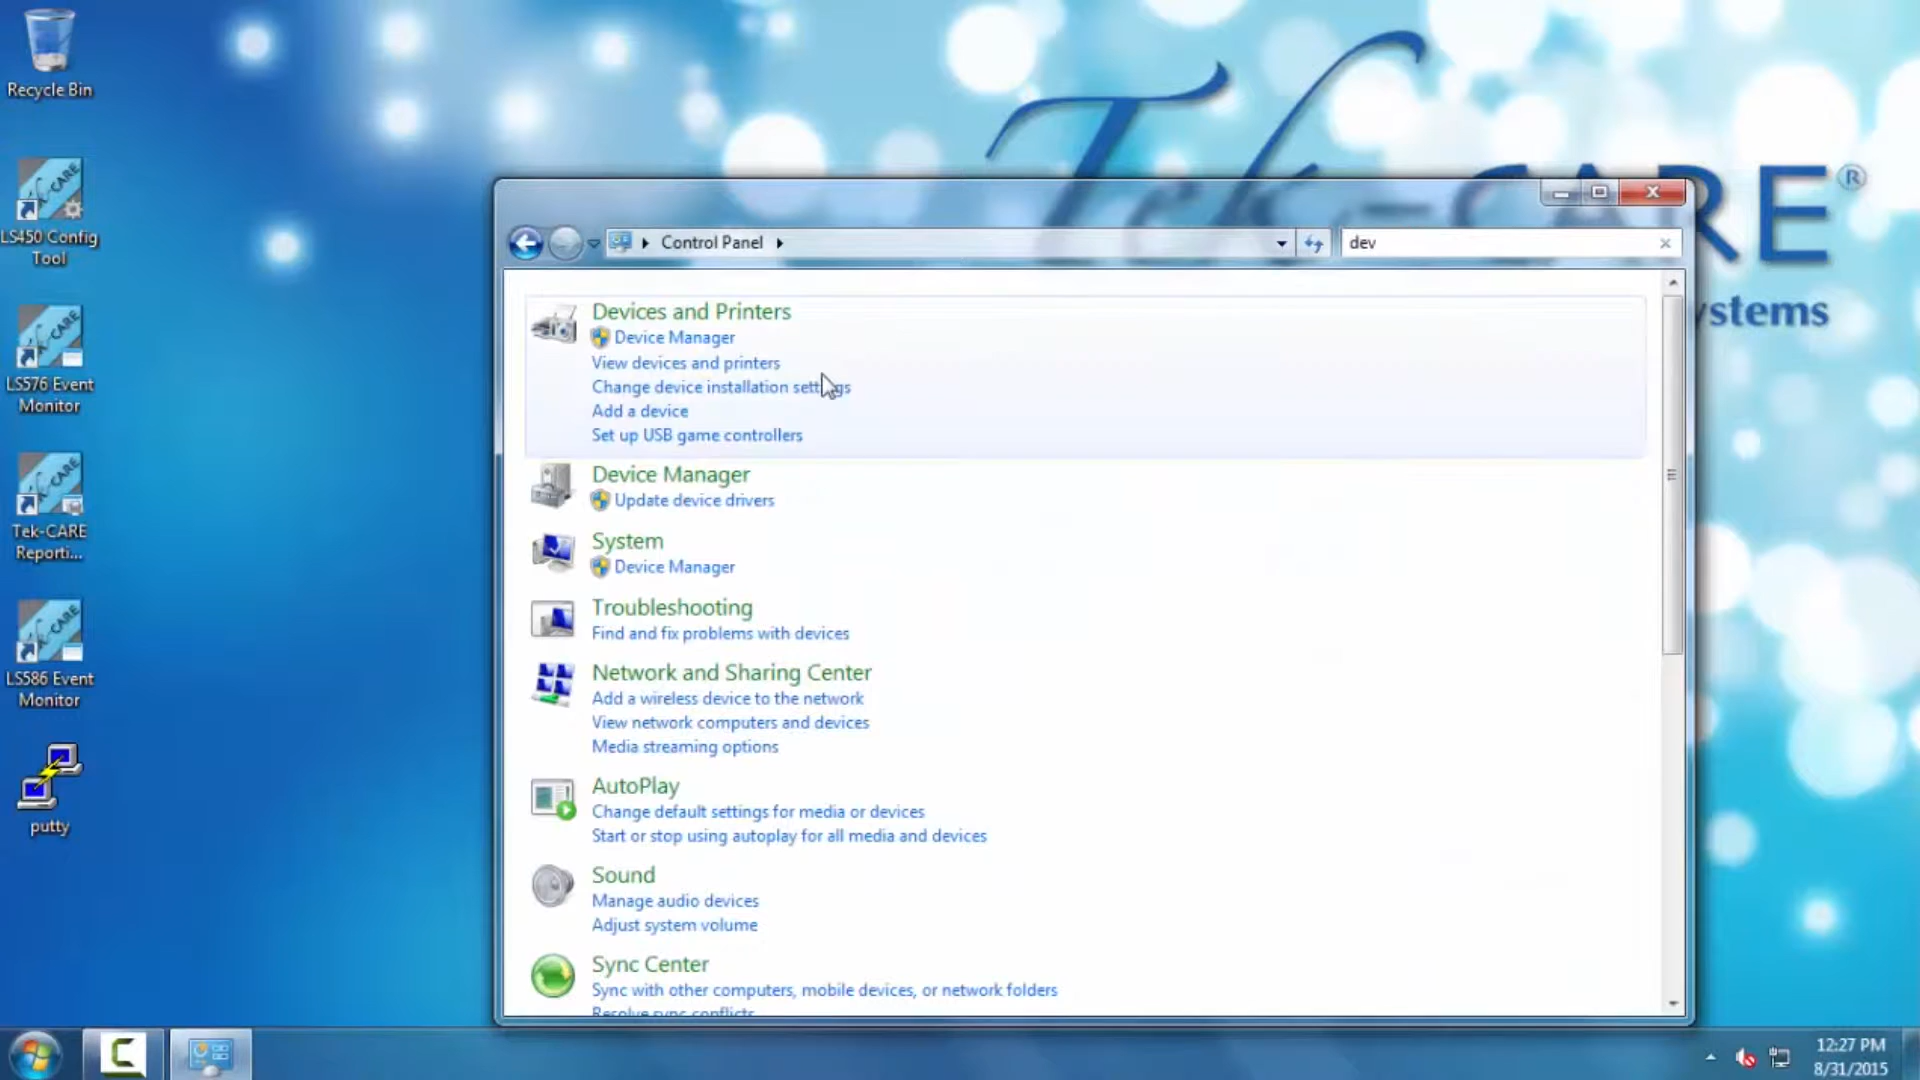 Recycle Bin
LS450 Config
Tool
LS576 Event
Monitor
Tek-CARE
Reporti...
LS586 Event
Monitor
putty
Tek-CARE®
ystems
Control Panel
dev
Devices and Printers
Device Manager
View devices and printers
Change device installation settings
Add a device
Set up USB game controllers
Device Manager
Update device drivers
System
Device Manager
Troubleshooting
Find and fix problems with devices
Network and Sharing Center
Add a wireless device to the network
View network computers and devices
Media streaming options
AutoPlay
Change default settings for media or devices
Start or stop using autoplay for all media and devices
Sound
Manage audio devices
Adjust system volume
Sync Center
Sync with other computers, mobile devices, or network folders
Resolve sync conflicts
12:27 PM
8/31/2015